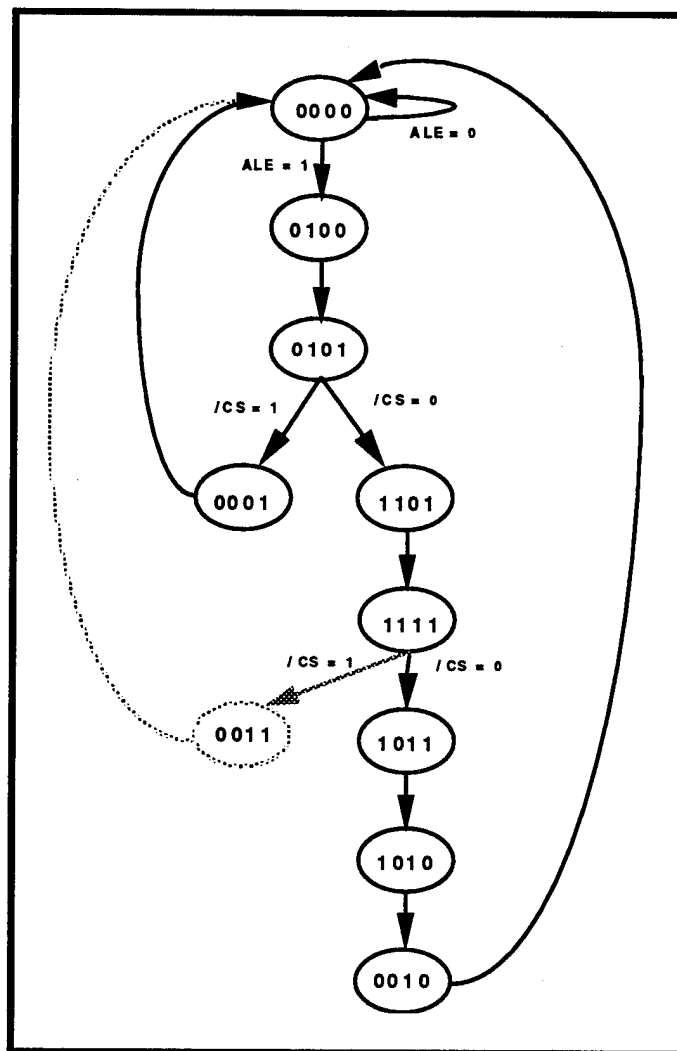 0000
ALE = 0
ALE = 1
0100
0101
/CS = 1
/CS = 0
0001
1101
1111
/CS = 1
/CS = 0
0011
1011
1010
0010